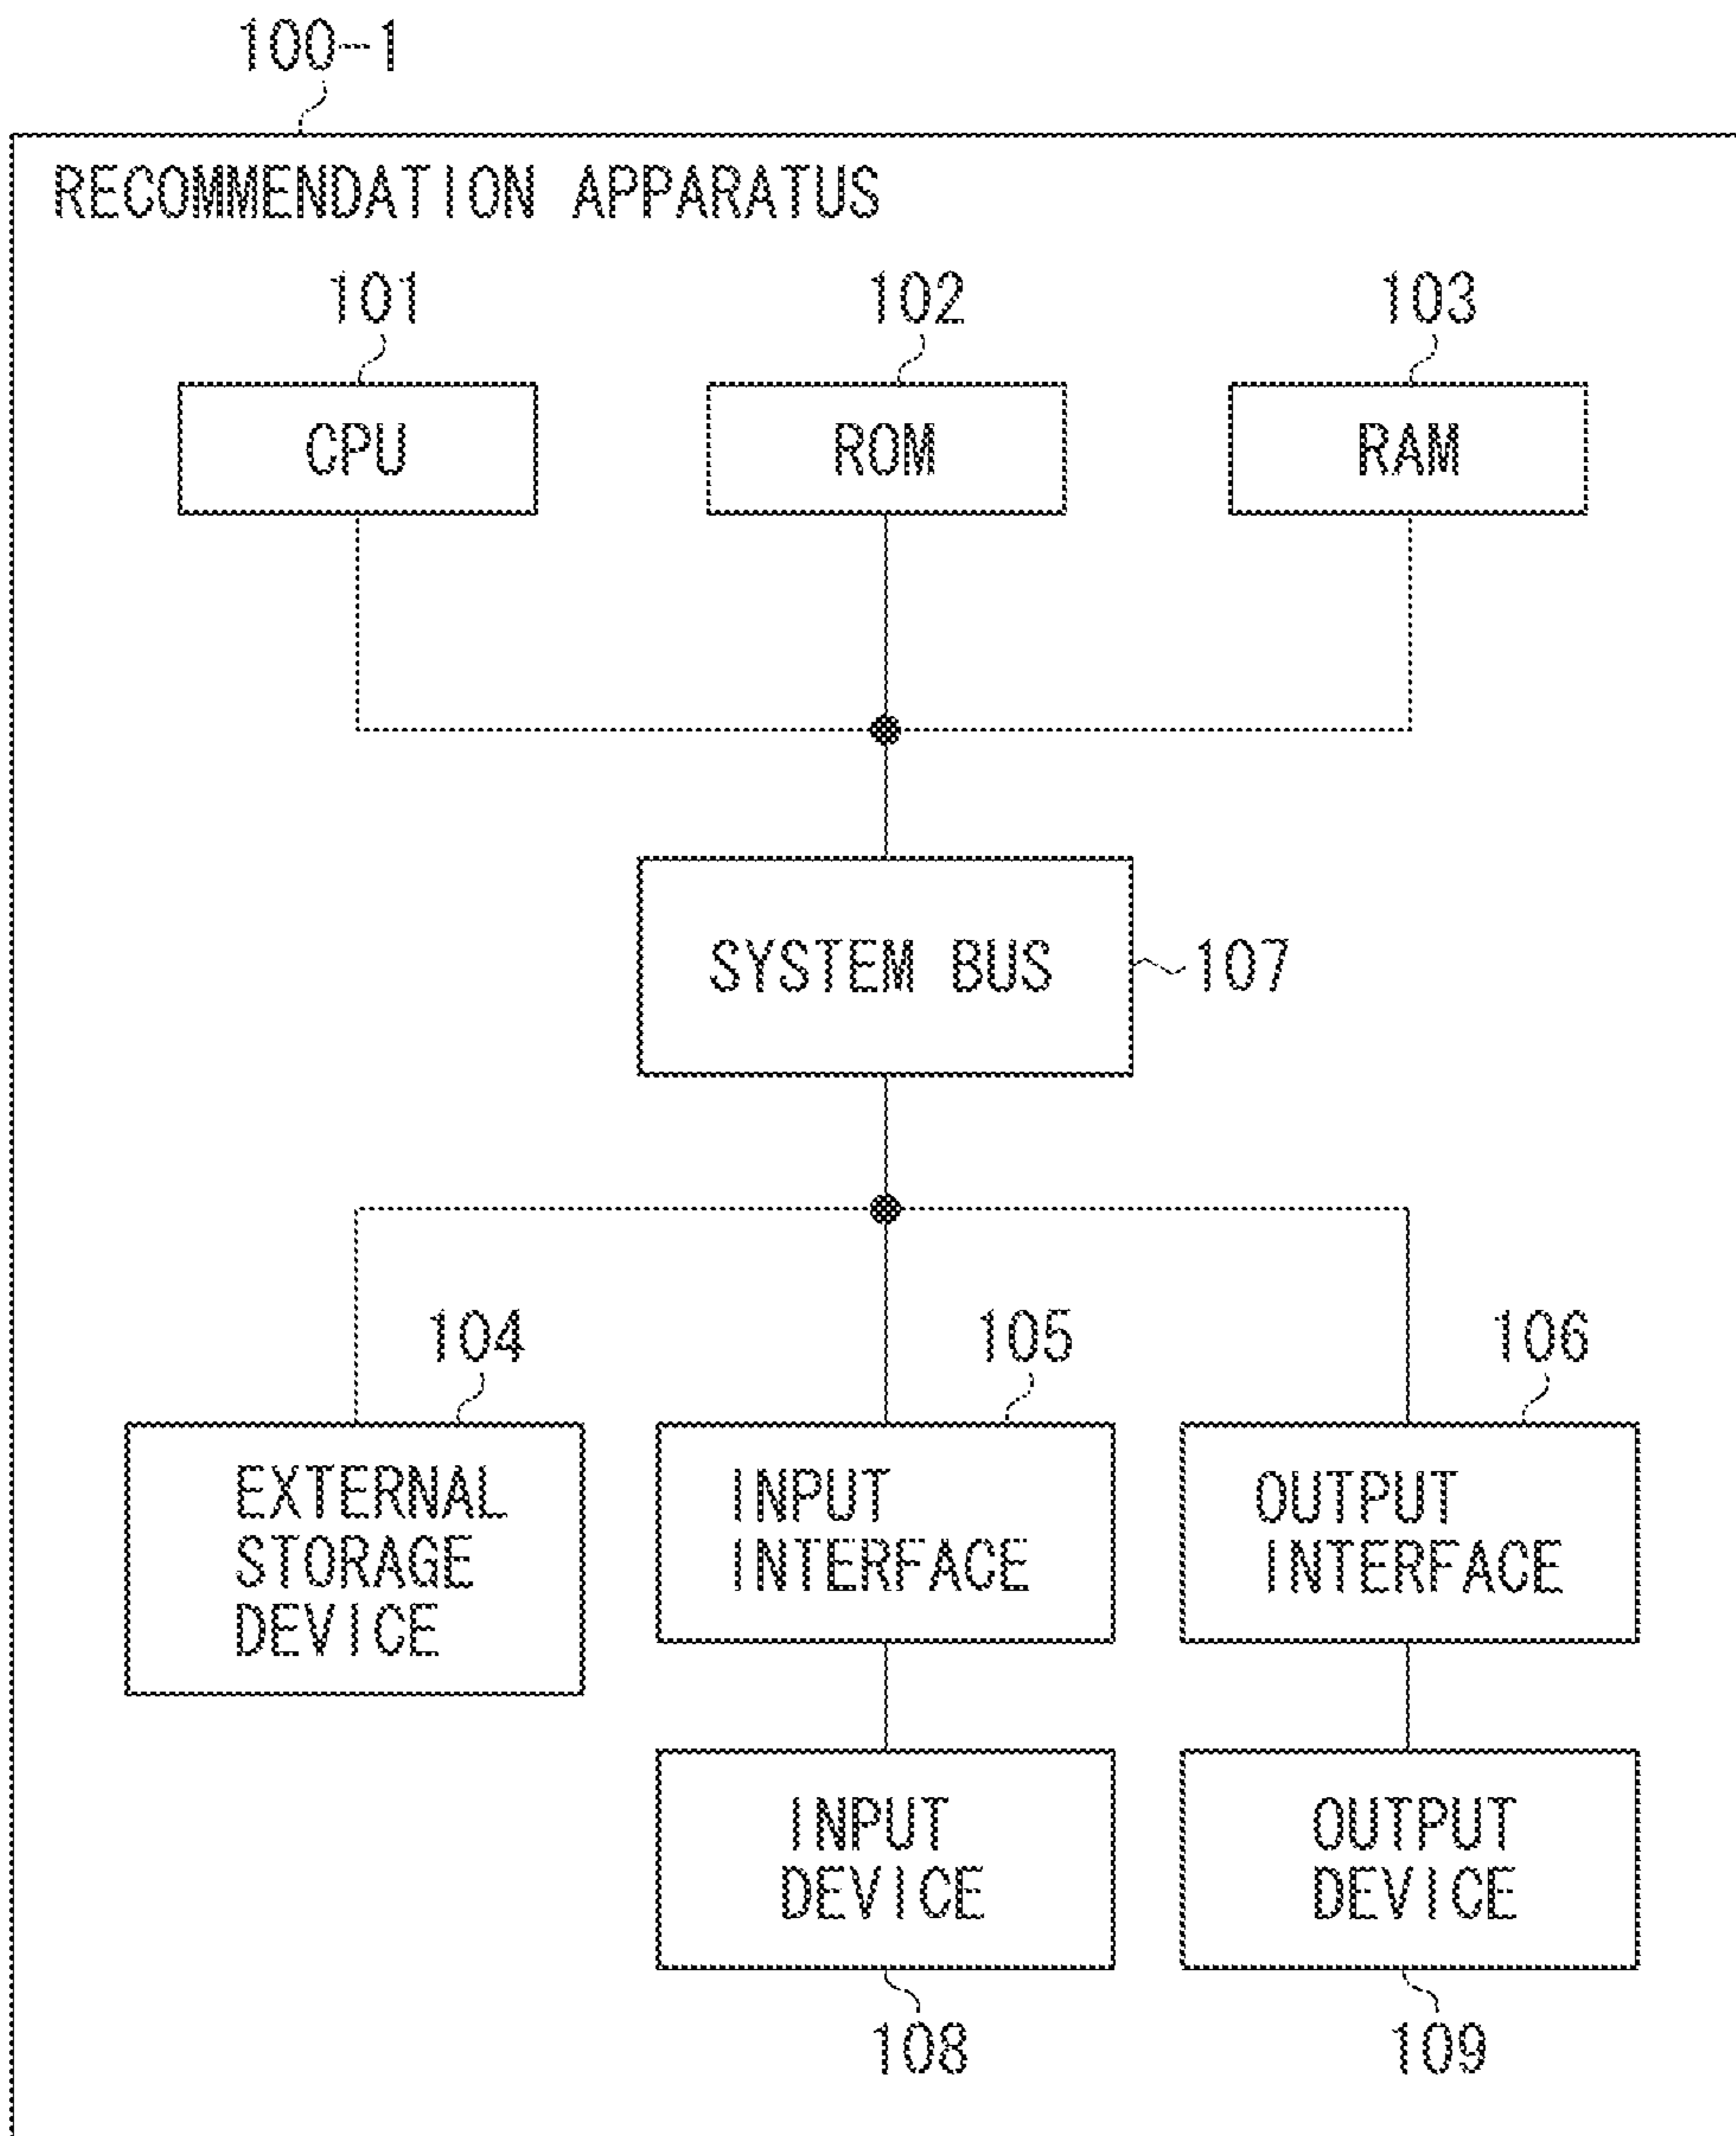 100-1
RECOMMENDATION APPARATUS
101
102
103
CPU
ROM
RAM
SYSTEM BUS
107
104
105
106
EXTERNAL
STORAGE
DEVICE
INPUT
INTERFACE
OUTPUT
INTERFACE
INPUT
DEVICE
OUTPUT
DEVICE
108
109